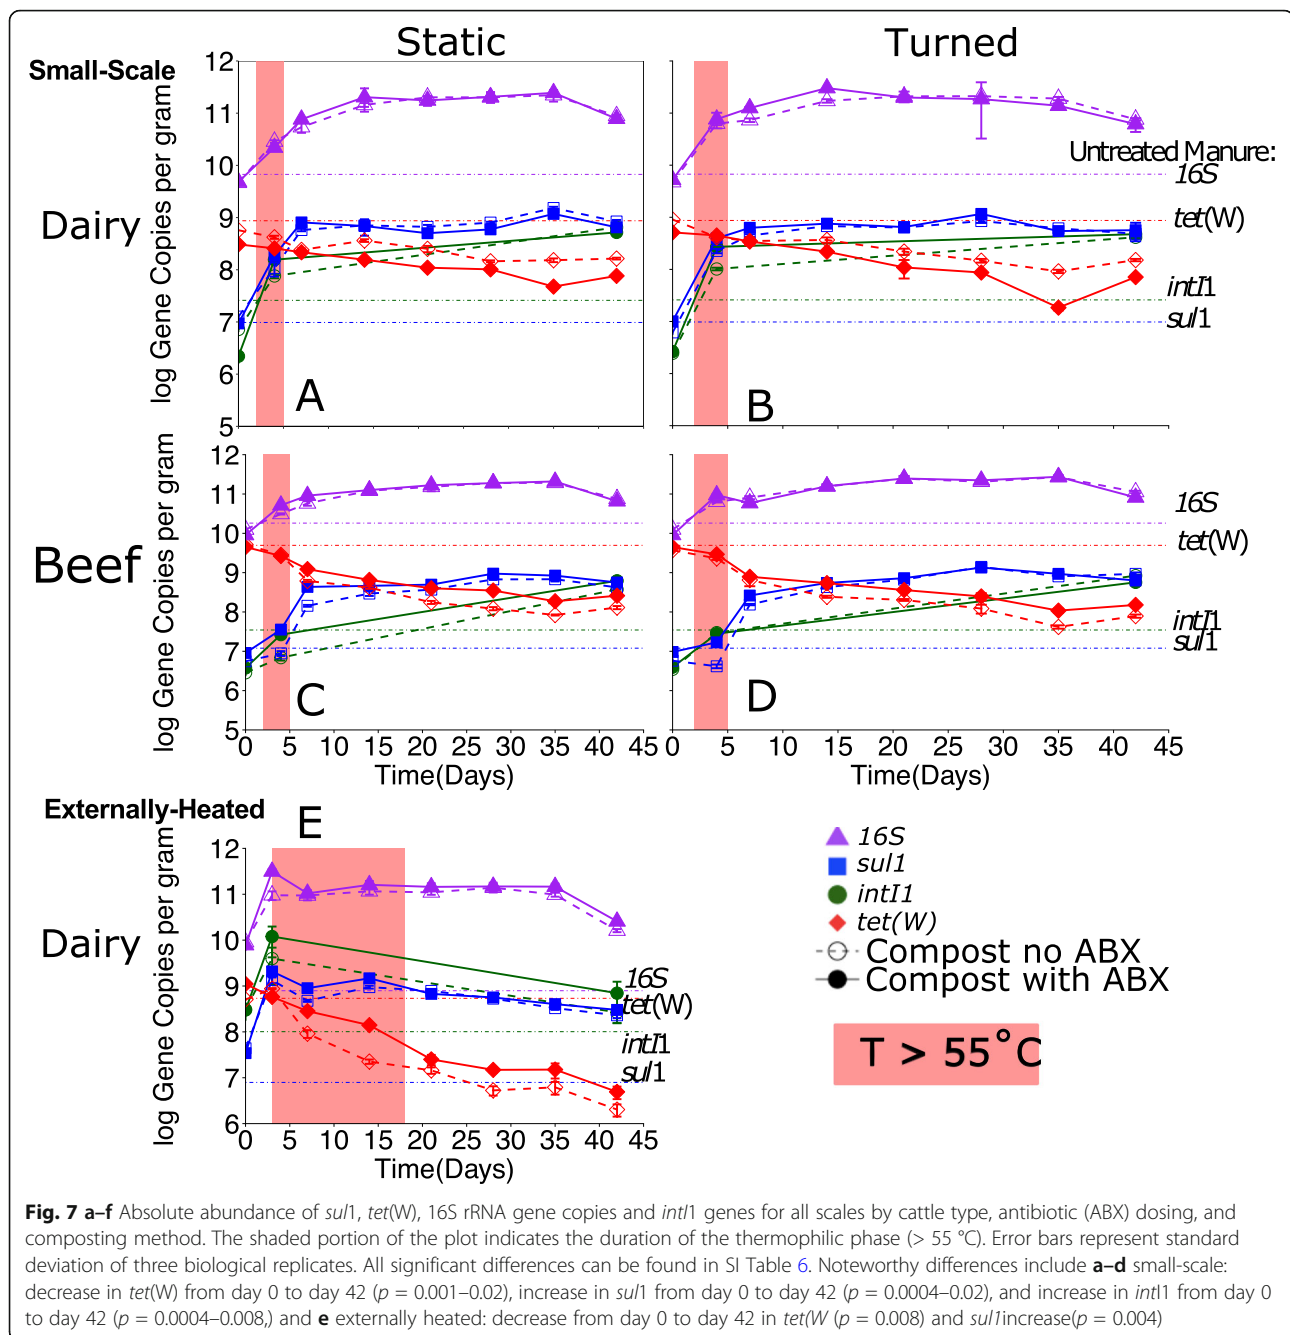 Static
Turned
Small-Scale
12
11
10
9
8
7
6
5
log Gene Copies per gram
Dairy
A
B
Untreated Manure:
16S
tet(W)
intI1
sul1
12
11
10
9
8
7
6
5
log Gene Copies per gram
Beef
C
D
16S
tet(W)
intI1
sul1
0 5 10 15 20 25 30 35 40 45
Time(Days)
0 5 10 15 20 25 30 35 40 45
Time(Days)
Externally-Heated
E
12
11
10
9
8
7
6
log Gene Copies per gram
Dairy
16S
tet(W)
intI1
sul1
0 5 10 15 20 25 30 35 40 45
Time(Days)
16S
sul1
intI1
tet(W)
Compost no ABX
Compost with ABX
T > 55°C
Fig. 7 a–f Absolute abundance of sul1, tet(W), 16S rRNA gene copies and intI1 genes for all scales by cattle type, antibiotic (ABX) dosing, and
composting method. The shaded portion of the plot indicates the duration of the thermophilic phase (> 55 °C). Error bars represent standard
deviation of three biological replicates. All significant differences can be found in SI Table 6. Noteworthy differences include a–d small-scale:
decrease in tet(W) from day 0 to day 42 (p = 0.001–0.02), increase in sul1 from day 0 to day 42 (p = 0.0004–0.02), and increase in intI1 from day 0
to day 42 (p = 0.0004–0.008,) and e externally heated: decrease from day 0 to day 42 in tet(W (p = 0.008) and sul1increase(p = 0.004)